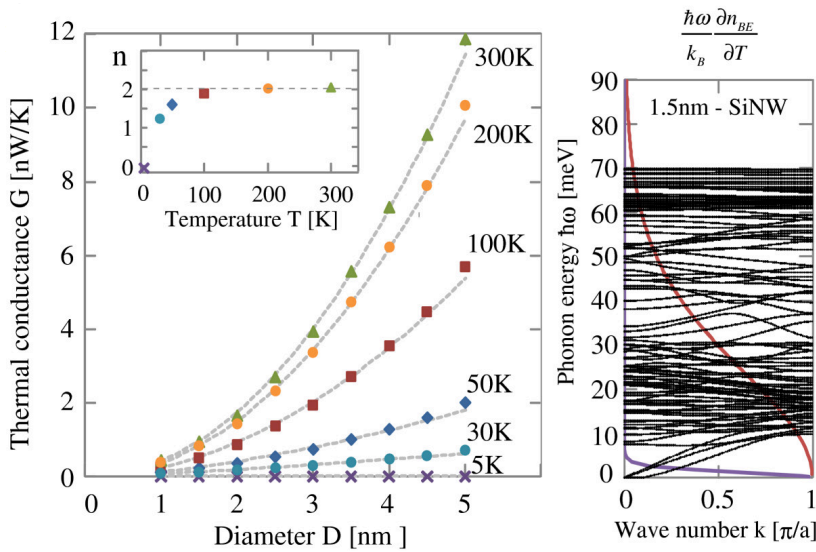 Thermal conductance G [nW/K]
12
10
8
6
4
2
0
0 1 2 3 4 5
Diameter D [nm ]
300K
200K
100K
50K
30K
5K
n
2
1
0
0 100 200 300
Temperature T [K]
ħω ∂n_BE
k_B ∂T
1.5nm - SiNW
Phonon energy ħω [meV]
90
80
70
60
50
40
30
20
10
0
0 0.5 1
Wave number k [π/a]